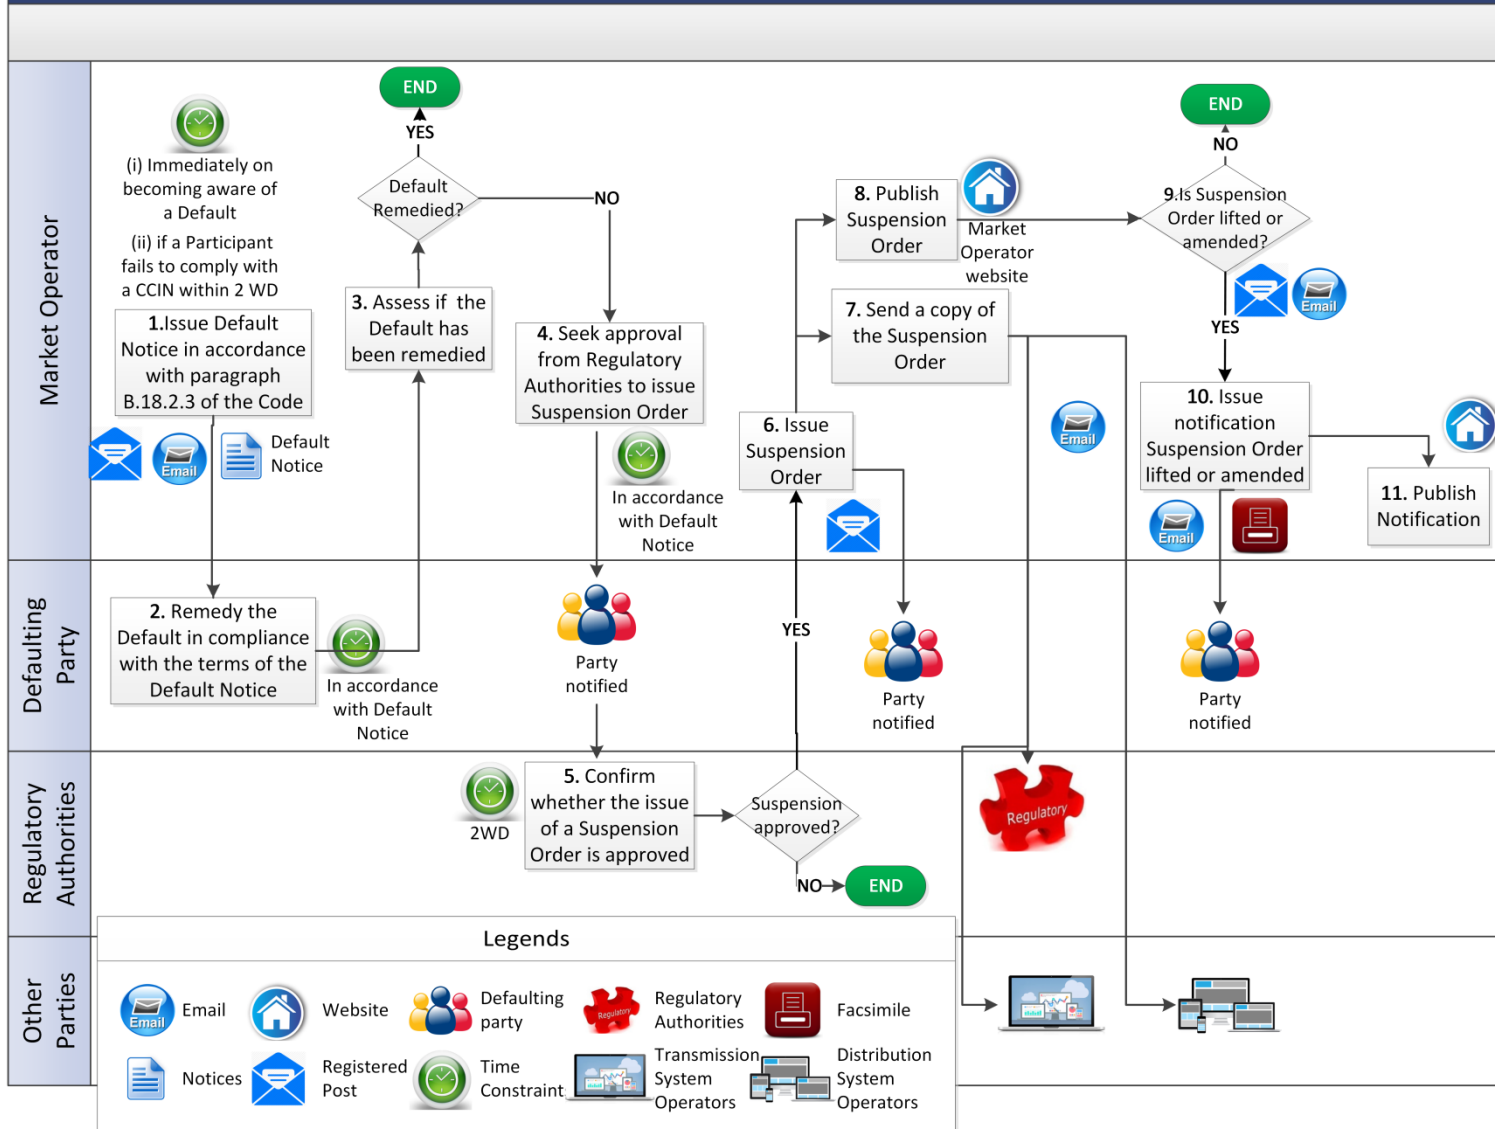 Market Operator
(i) Immediately on
becoming aware of
a Default
(ii) if a Participant
fails to comply with
a CCIN within 2 WD
1.Issue Default
Notice in accordance
with paragraph
B.18.2.3 of the Code
Email
Default
Notice
END
YES
Default
Remedied?
NO
3. Assess if the
Default has
been remedied
4. Seek approval
from Regulatory
Authorities to issue
Suspension Order
In accordance
with Default
Notice
6. Issue
Suspension
Order
8. Publish
Suspension
Order
Market
Operator
website
7. Send a copy of
the Suspension
Order
Email
END
NO
9.Is Suspension
Order lifted or
amended?
Email
YES
10. Issue
notification
Suspension Order
lifted or amended
Email
11. Publish
Notification
Defaulting
Party
2. Remedy the
Default in compliance
with the terms of the
Default Notice
In accordance
with Default
Notice
Party
notified
YES
Party
notified
Party
notified
Regulatory
Authorities
2WD
5. Confirm
whether the issue
of a Suspension
Order is approved
Suspension
approved?
NO
END
Regulatory
Other
Parties
Legends
Email
Email
Website
Defaulting
party
Regulatory
Regulatory
Authorities
Facsimile
Notices
Registered
Post
Time
Constraint
Transmission
System
Operators
Distribution
System
Operators